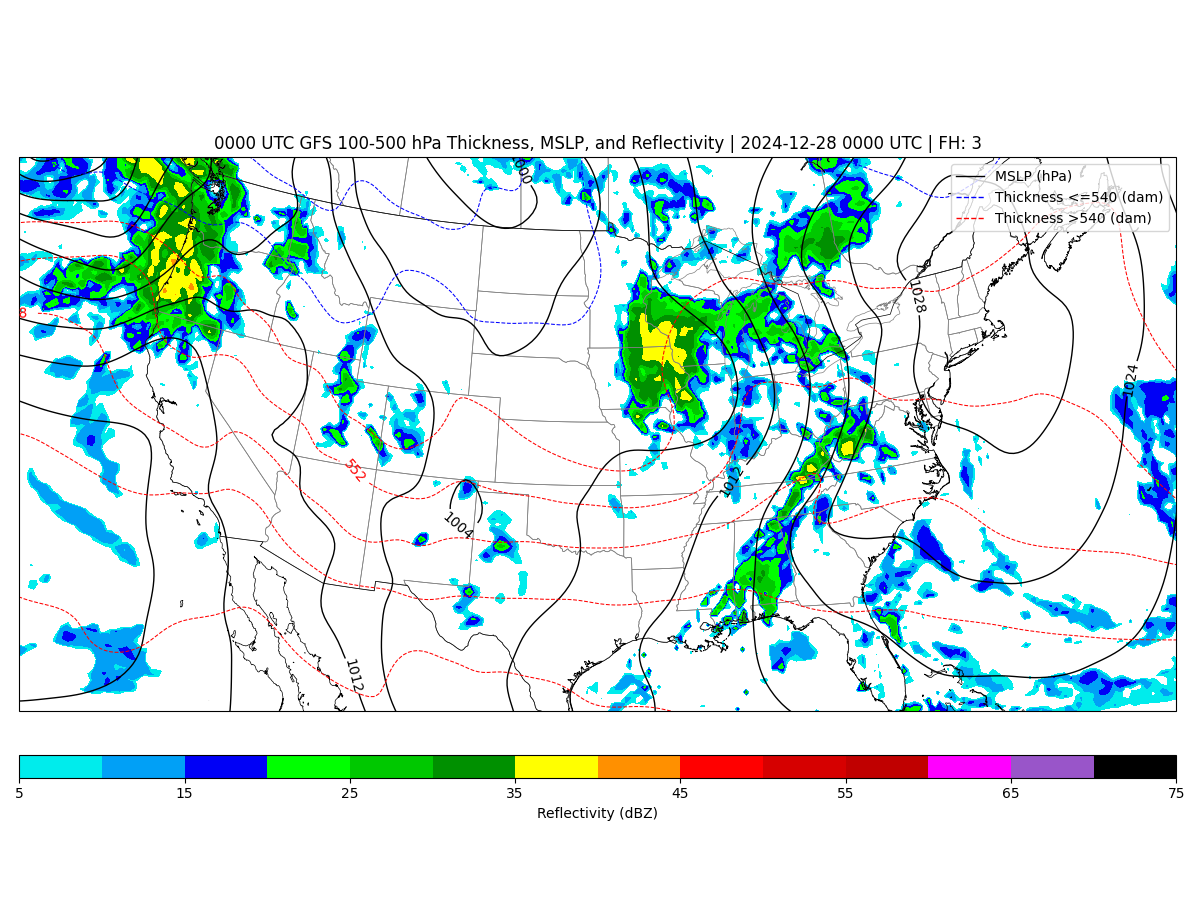 0000 UTC GFS 100-500 hPa Thickness, MSLP, and Reflectivity | 2024-12-28 0000 UTC | FH: 3
MSLP (hPa)
Thickness <=540 (dam)
Thickness >540 (dam)
1028
8
1024
552
1012
1004
1012
5 15 25 35 45 55 65 75
Reflectivity (dBZ)